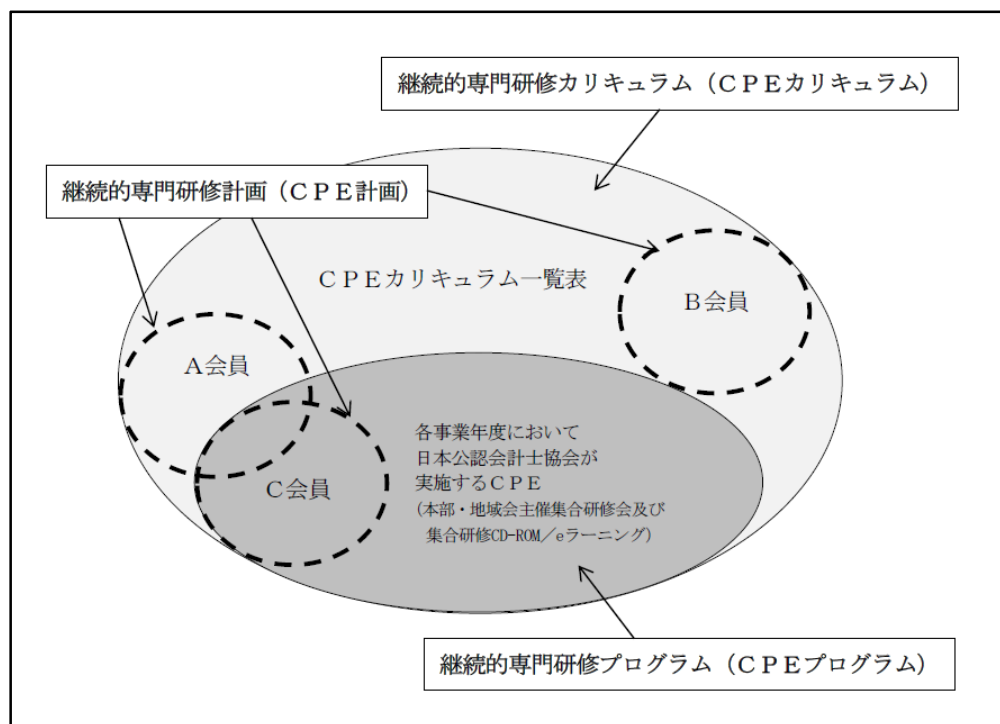 継続的専門研修カリキュラム（ＣＰＥカリキュラム）
継続的専門研修計画（ＣＰＥ計画）
ＣＰＥカリキュラム一覧表
Ｂ会員
Ａ会員
Ｃ会員
各事業年度において
日本公認会計士協会が
実施するＣＰＥ
(本部・地域会主催集合研修会及び
集合研修CD-ROM／eラーニング)
継続的専門研修プログラム（ＣＰＥプログラム）